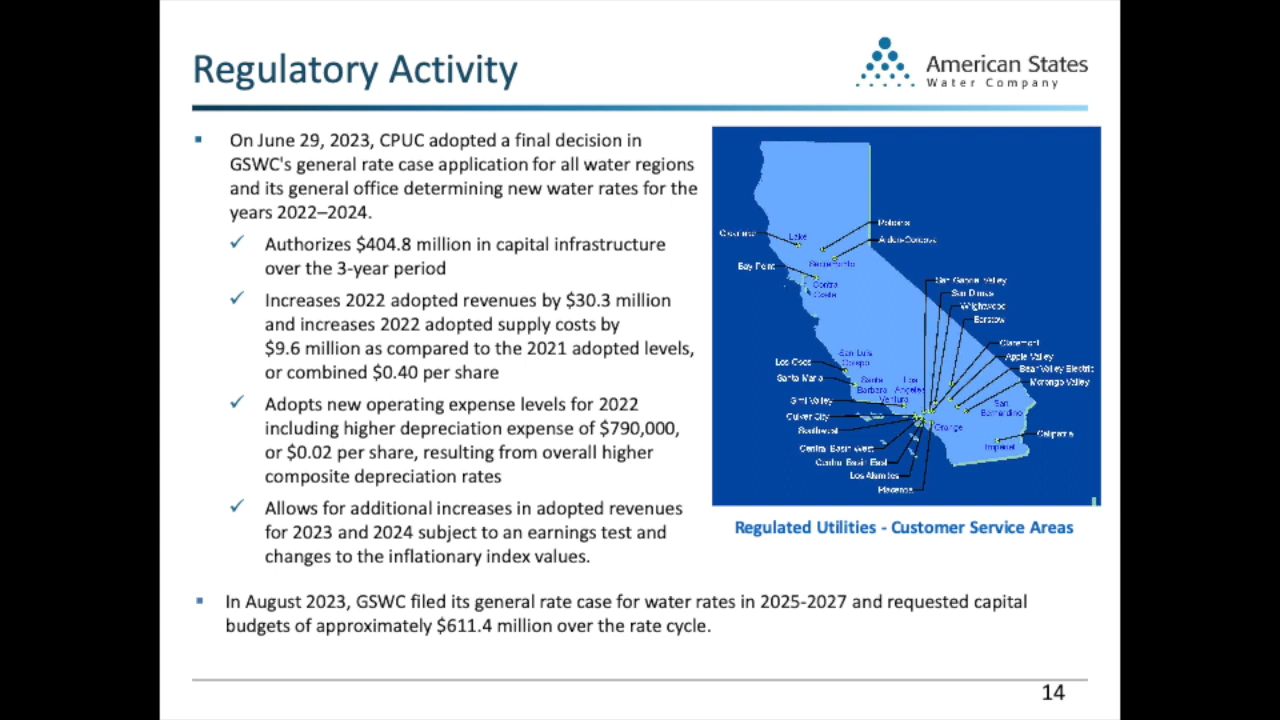 Regulatory Activity
American States
Water Company
On June 29, 2023, CPUC adopted a final decision in
GSWC's general rate case application for all water regions
and its general office determining new water rates for the
years 2022–2024.
Authorizes $404.8 million in capital infrastructure
over the 3-year period
Increases 2022 adopted revenues by $30.3 million
and increases 2022 adopted supply costs by
$9.6 million as compared to the 2021 adopted levels,
or combined $0.40 per share
Adopts new operating expense levels for 2022
including higher depreciation expense of $790,000,
or $0.02 per share, resulting from overall higher
composite depreciation rates
Allows for additional increases in adopted revenues
for 2023 and 2024 subject to an earnings test and
changes to the inflationary index values.
Lake
Arden-Cordova
Sacramento
Bay Point
Contra
Costa
San Gabriel Valley
San Dimas
Wrightwood
Barstow
Claremont
Apple Valley
Bear Valley Electric
Morongo Valley
San Luis
Obispo
Los Osos
Santa Maria
Santa
Barbara
Los
Angeles
Ventura
Simi Valley
San
Bernardino
Culver City
Southwest
Orange
Calipatria
Imperial
Central Basin West
Central Basin East
Los Alamitos
Placentia
Regulated Utilities - Customer Service Areas
In August 2023, GSWC filed its general rate case for water rates in 2025-2027 and requested capital
budgets of approximately $611.4 million over the rate cycle.
14